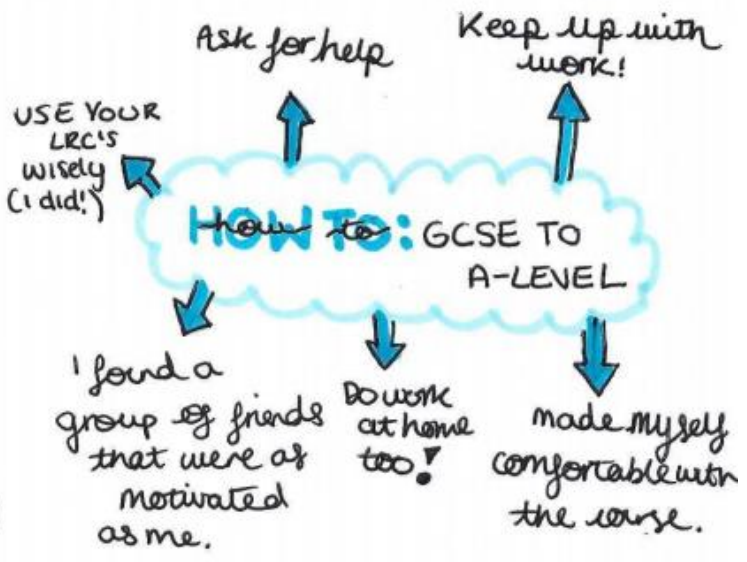 Ask for help
Keep up with
work!
USE YOUR
LRC'S
wisely
(i did!)
HOW TO: GCSE TO
how to
A-LEVEL
I found a
group of friends
that were as
motivated
as me.
Do work
at home
too!
made myself
comfortable with
the course.